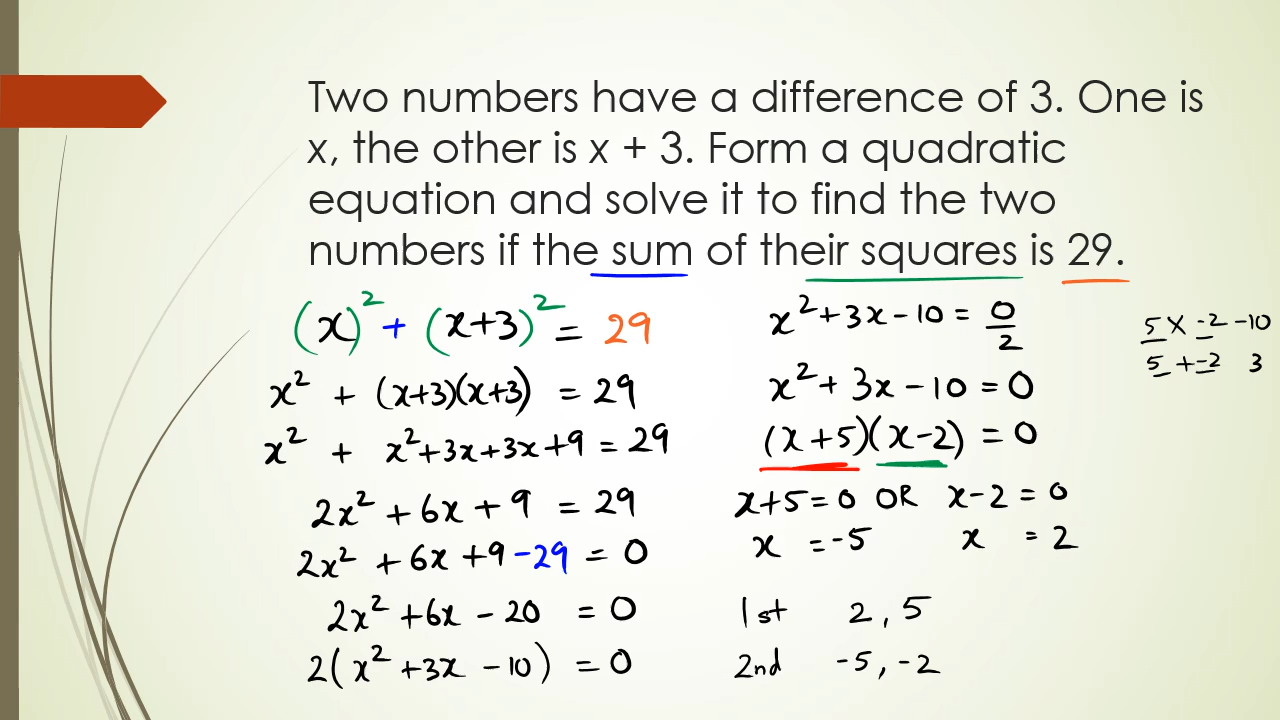 Two numbers have a difference of 3. One is
x, the other is x + 3. Form a quadratic
equation and solve it to find the two
numbers if the sum of their squares is 29.
(x)² + (x+3)² = 29
x² + (x+3)(x+3) = 29
x² + x²+3x+3x+9 = 29
2x² + 6x + 9 = 29
2x² + 6x +9 -29 = 0
2x² +6x - 20 = 0
2(x² +3x - 10) = 0
x² +3x - 10 = 0/2
x² + 3x - 10 = 0
(x+5)(x-2) = 0
x+5 = 0 OR x-2 = 0
x = -5 x = 2
1st 2, 5
2nd -5, -2
5 X -2 -10
5 + -2 3